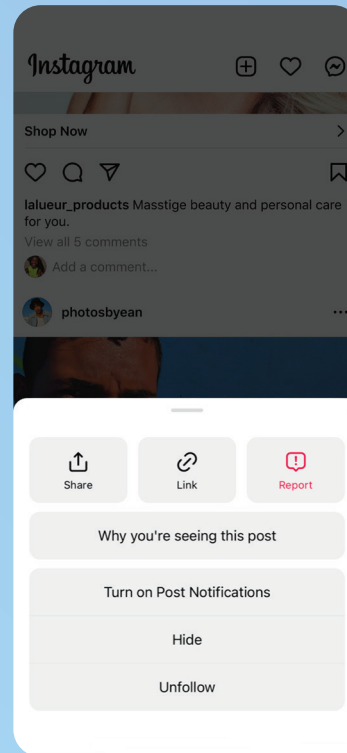 Instagram
Shop Now
lalueur_products Masstige beauty and personal care
for you.
View all 5 comments
Add a comment...
photosbyean
Share
Link
Report
Why you're seeing this post
Turn on Post Notifications
Hide
Unfollow